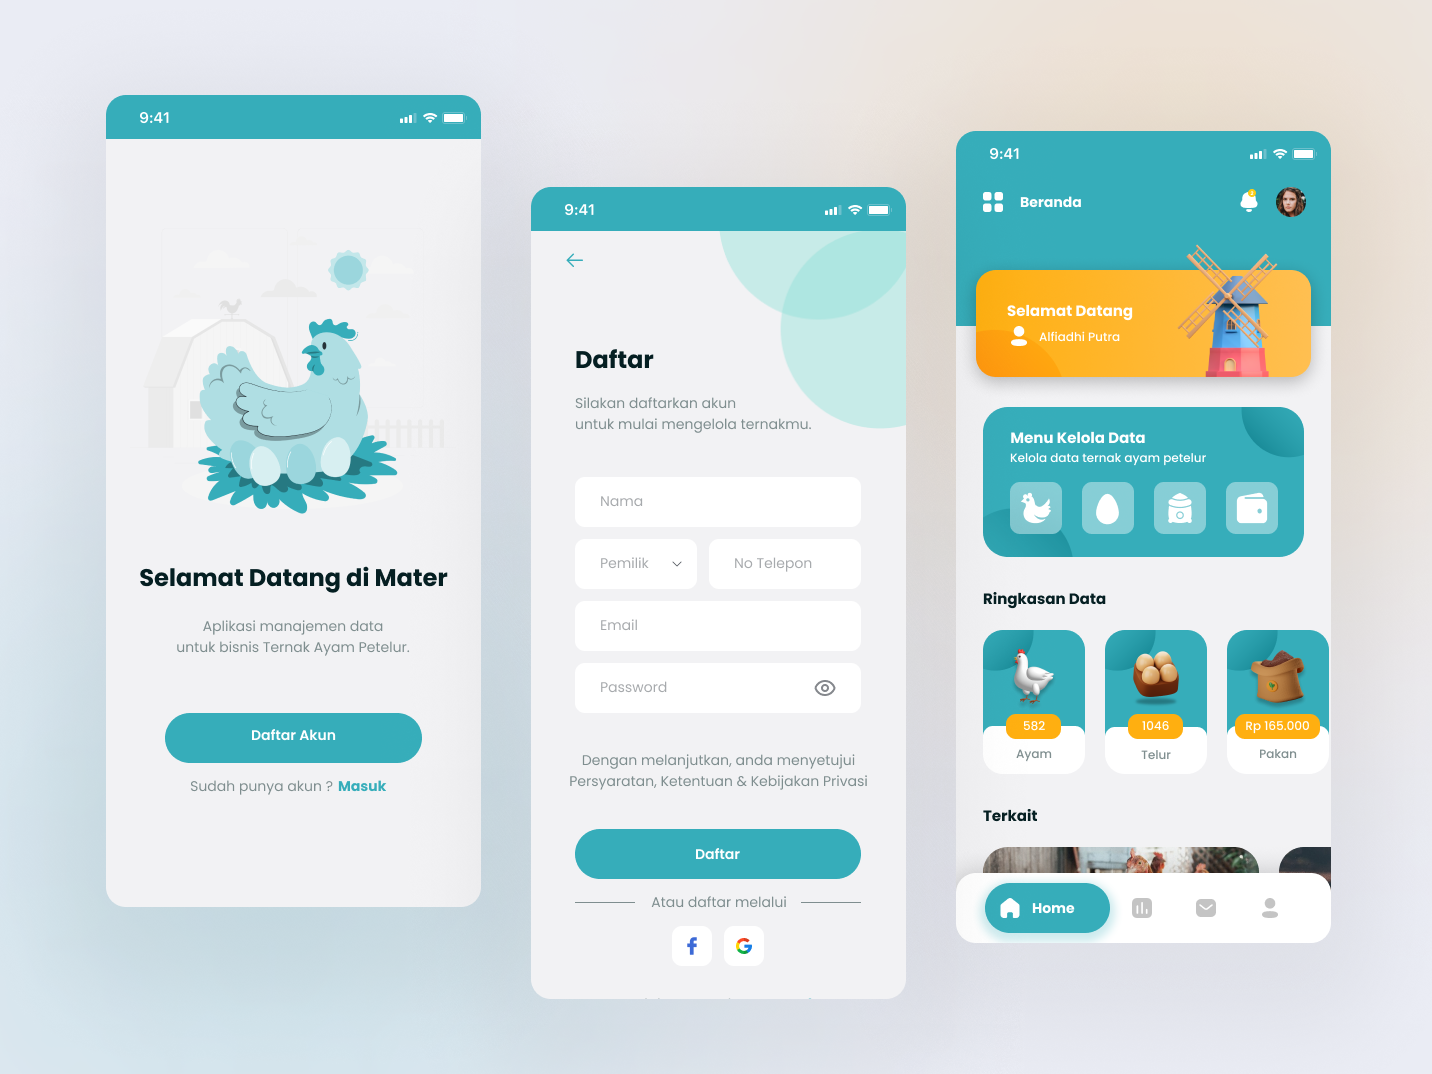 9:41
Selamat Datang di Mater
Aplikasi manajemen data
untuk bisnis Ternak Ayam Petelur.
Daftar Akun
Sudah punya akun ? Masuk
9:41
Daftar
Silakan daftarkan akun
untuk mulai mengelola ternakmu.
Nama
Pemilik
No Telepon
Email
Password
Dengan melanjutkan, anda menyetujui
Persyaratan, Ketentuan & Kebijakan Privasi
Daftar
Atau daftar melalui
9:41
Beranda
Selamat Datang
Alfiadhi Putra
Menu Kelola Data
Kelola data ternak ayam petelur
Ringkasan Data
582
Ayam
1046
Telur
Rp 165.000
Pakan
Terkait
Home